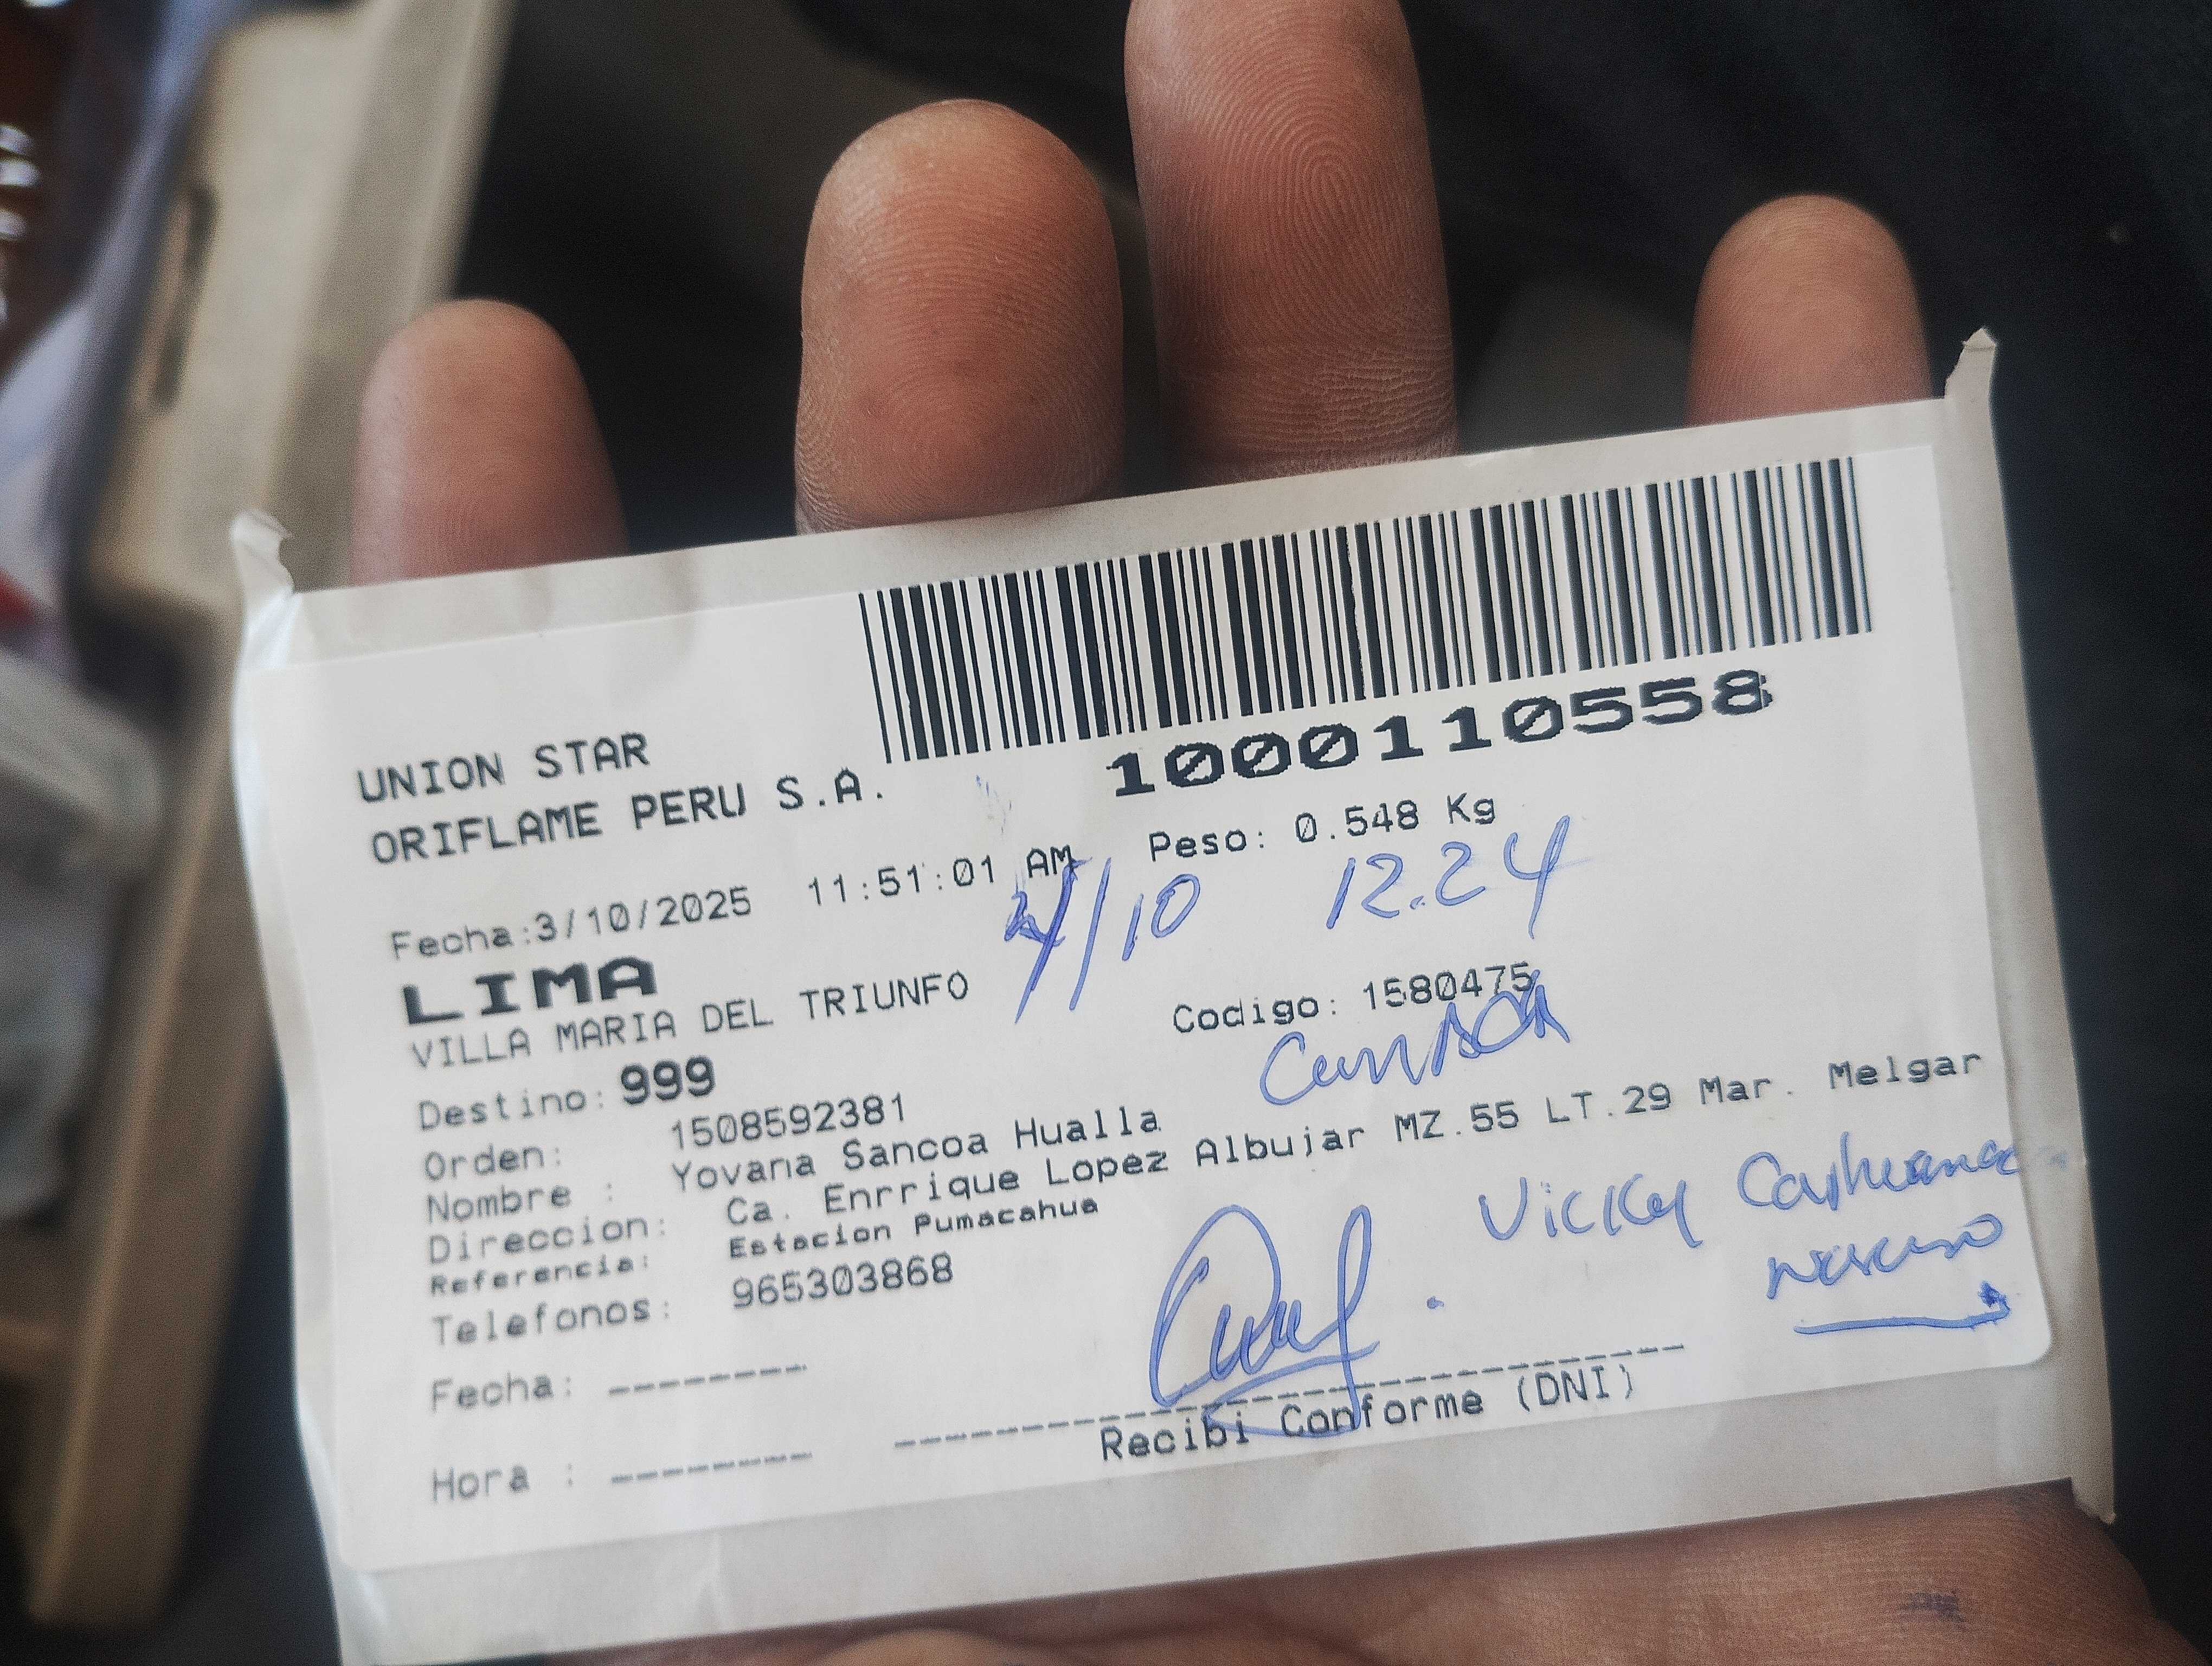 1000110558
UNION STAR
ORIFLAME PERU S.A.
Fecha:3/10/2025 11:51:01 AM Peso: 0.548 Kg
4/10 12.24
LIMA
VILLA MARIA DEL TRIUNFO Codigo: 1580475
Destino: 999
Orden: 1508592381
Nombre : Yovana Sancoa Hualla
Direccion: Ca. Enrrique Lopez Albujar MZ.55 LT.29 Mar. Melgar
Referencia: Estacion Pumacahua
Telefonos: 965303868
Vicky
Fecha: --------
Recibi Conforme (DNI)
Hora : --------